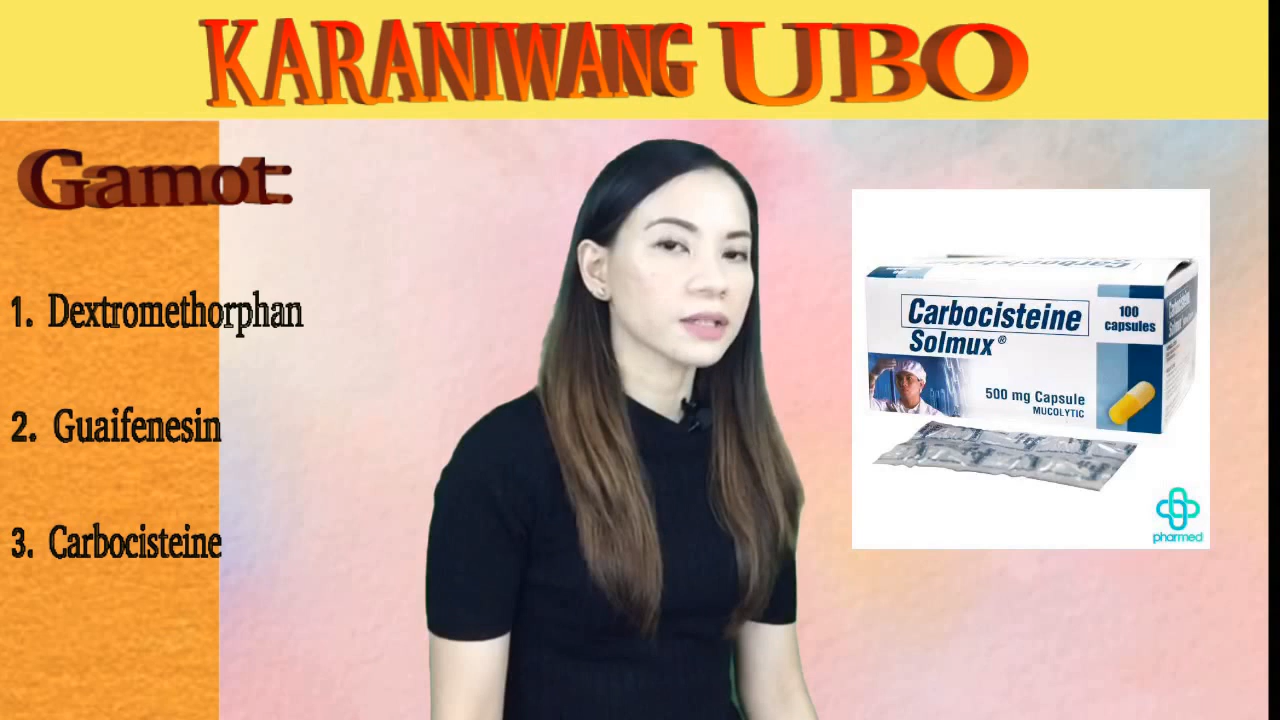 KARANIWANG UBO
Gamot:
1. Dextromethorphan
2. Guaifenesin
3. Carbocisteine
Carbocisteine
Solmux®
100
capsules
500 mg Capsule
MUCOLYTIC
pharmed